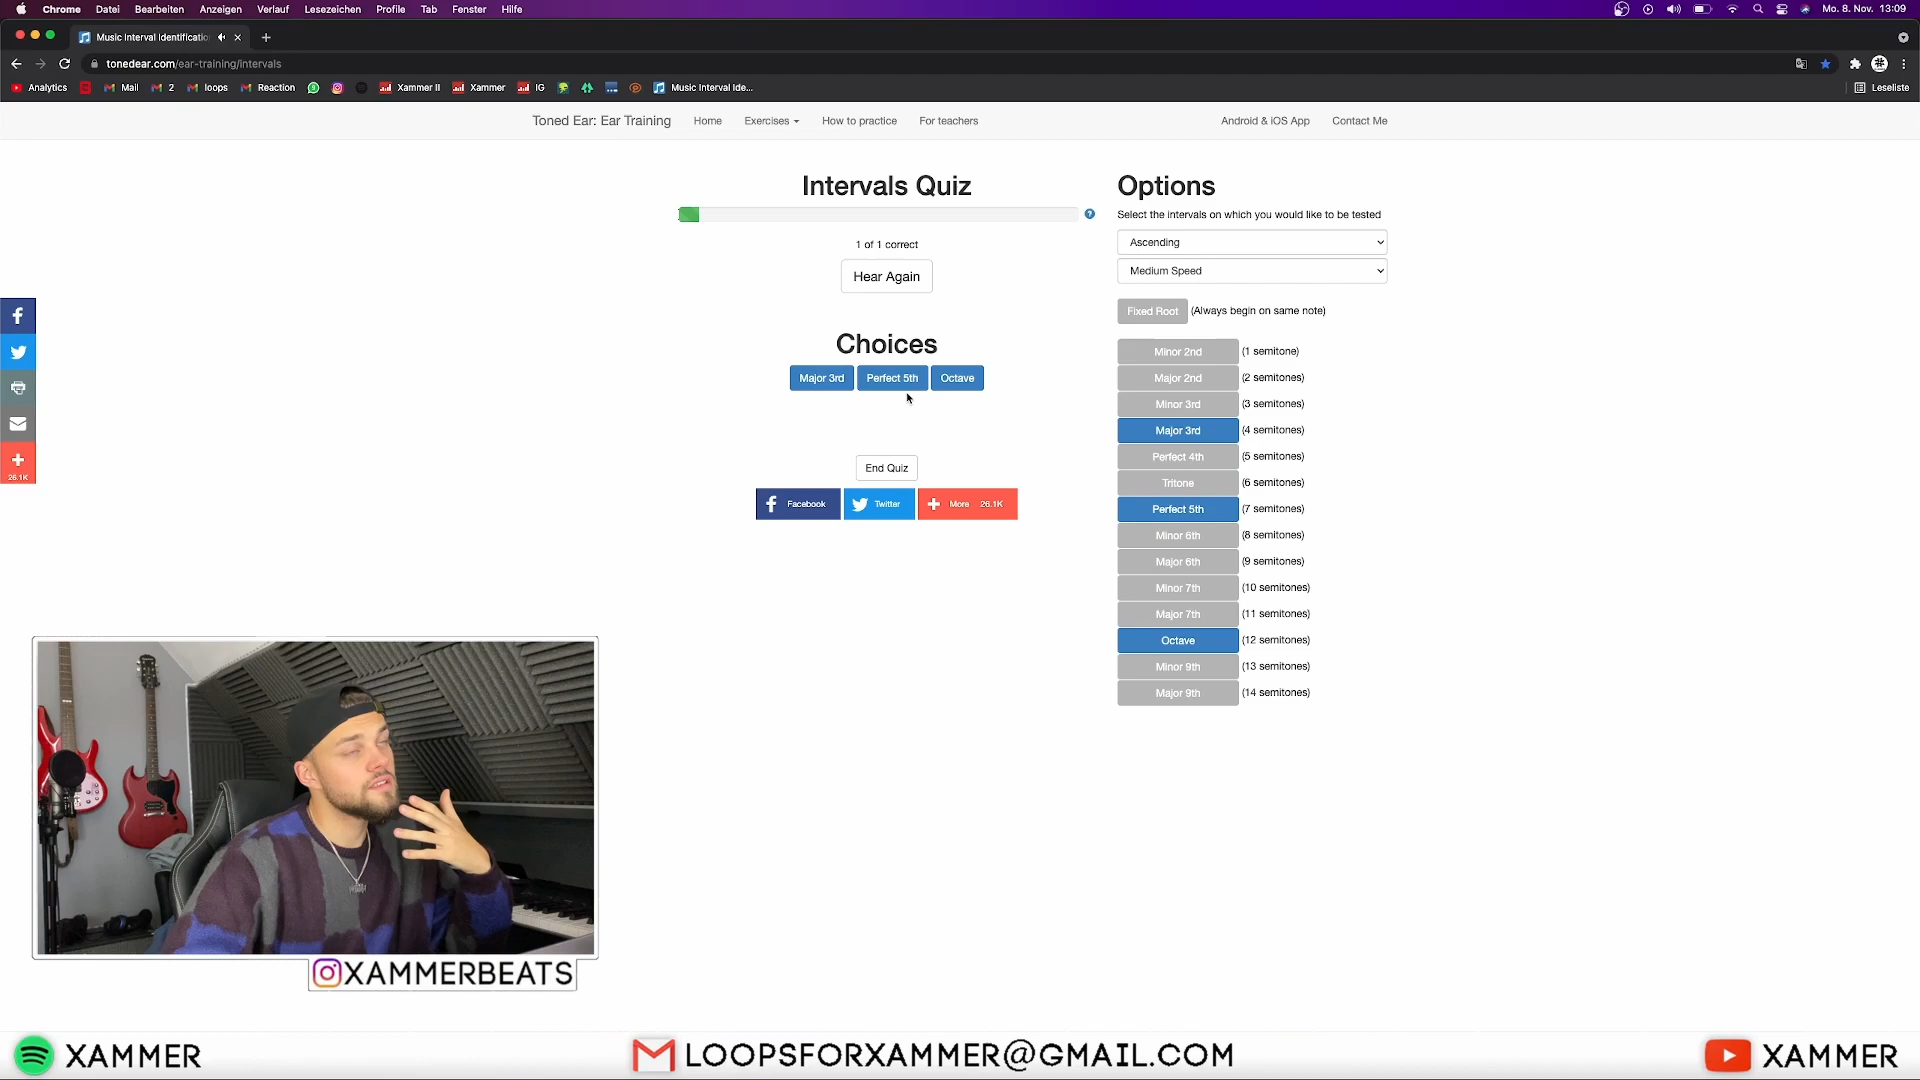 Chrome Datei Bearbeiten Anzeigen Verlauf Lesezeichen Profile Tab Fenster Hilfe Mo. 8. Nov. 13:09
Music Interval Identificatio
tonedear.com/ear-training/intervals
Analytics Mail 2 loops Reaction Xammer II Xammer IG Music Interval Ide... Leseliste
Toned Ear: Ear Training Home Exercises How to practice For teachers Android & iOS App Contact Me
Intervals Quiz
1 of 1 correct
Hear Again
Choices
Major 3rd Perfect 5th Octave
End Quiz
Facebook Twitter More 26.1K
Options
Select the intervals on which you would like to be tested
Ascending
Medium Speed
Fixed Root (Always begin on same note)
Minor 2nd (1 semitone)
Major 2nd (2 semitones)
Minor 3rd (3 semitones)
Major 3rd (4 semitones)
Perfect 4th (5 semitones)
Tritone (6 semitones)
Perfect 5th (7 semitones)
Minor 6th (8 semitones)
Major 6th (9 semitones)
Minor 7th (10 semitones)
Major 7th (11 semitones)
Octave (12 semitones)
Minor 9th (13 semitones)
Major 9th (14 semitones)
26.1K
XAMMERBEATS
XAMMER LOOPSFORXAMMER@GMAIL.COM XAMMER